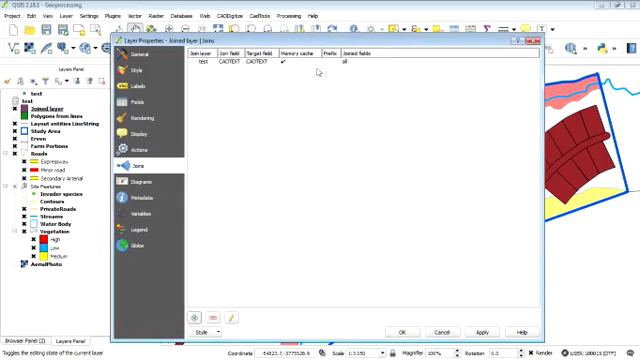 QGIS 2.18.1 - Geoprocessing
Project Edit View Layer Settings Plugins Vector Raster Database Web CADDigitize CadTools Processing Help
Layer Properties - Joined layer | Joins
Layers Panel
General
Style
Labels
Fields
Rendering
Display
Actions
Joins
Diagrams
Metadata
Variables
Legend
Globe
Join layer Join field Target field Memory cache Prefix Joined fields
test CADTEXT CADTEXT ✔ all
text
test
Joined layer
Polygons from lines
Layout entities LineString
Study Area
Erven
Farm Portions
Roads
Expressway
Minor road
Secondary Arterial
Site Features
Invader species
Contours
PrivateRoads
Streams
Water Body
Vegetation
High
Low
Medium
AerialPhoto
Style
OK Cancel Apply Help
Browser Panel (2) Layers Panel
Toggles the editing state of the current layer
Coordinate
Scale
Magnifier 100%
Rotation 0.0
Render